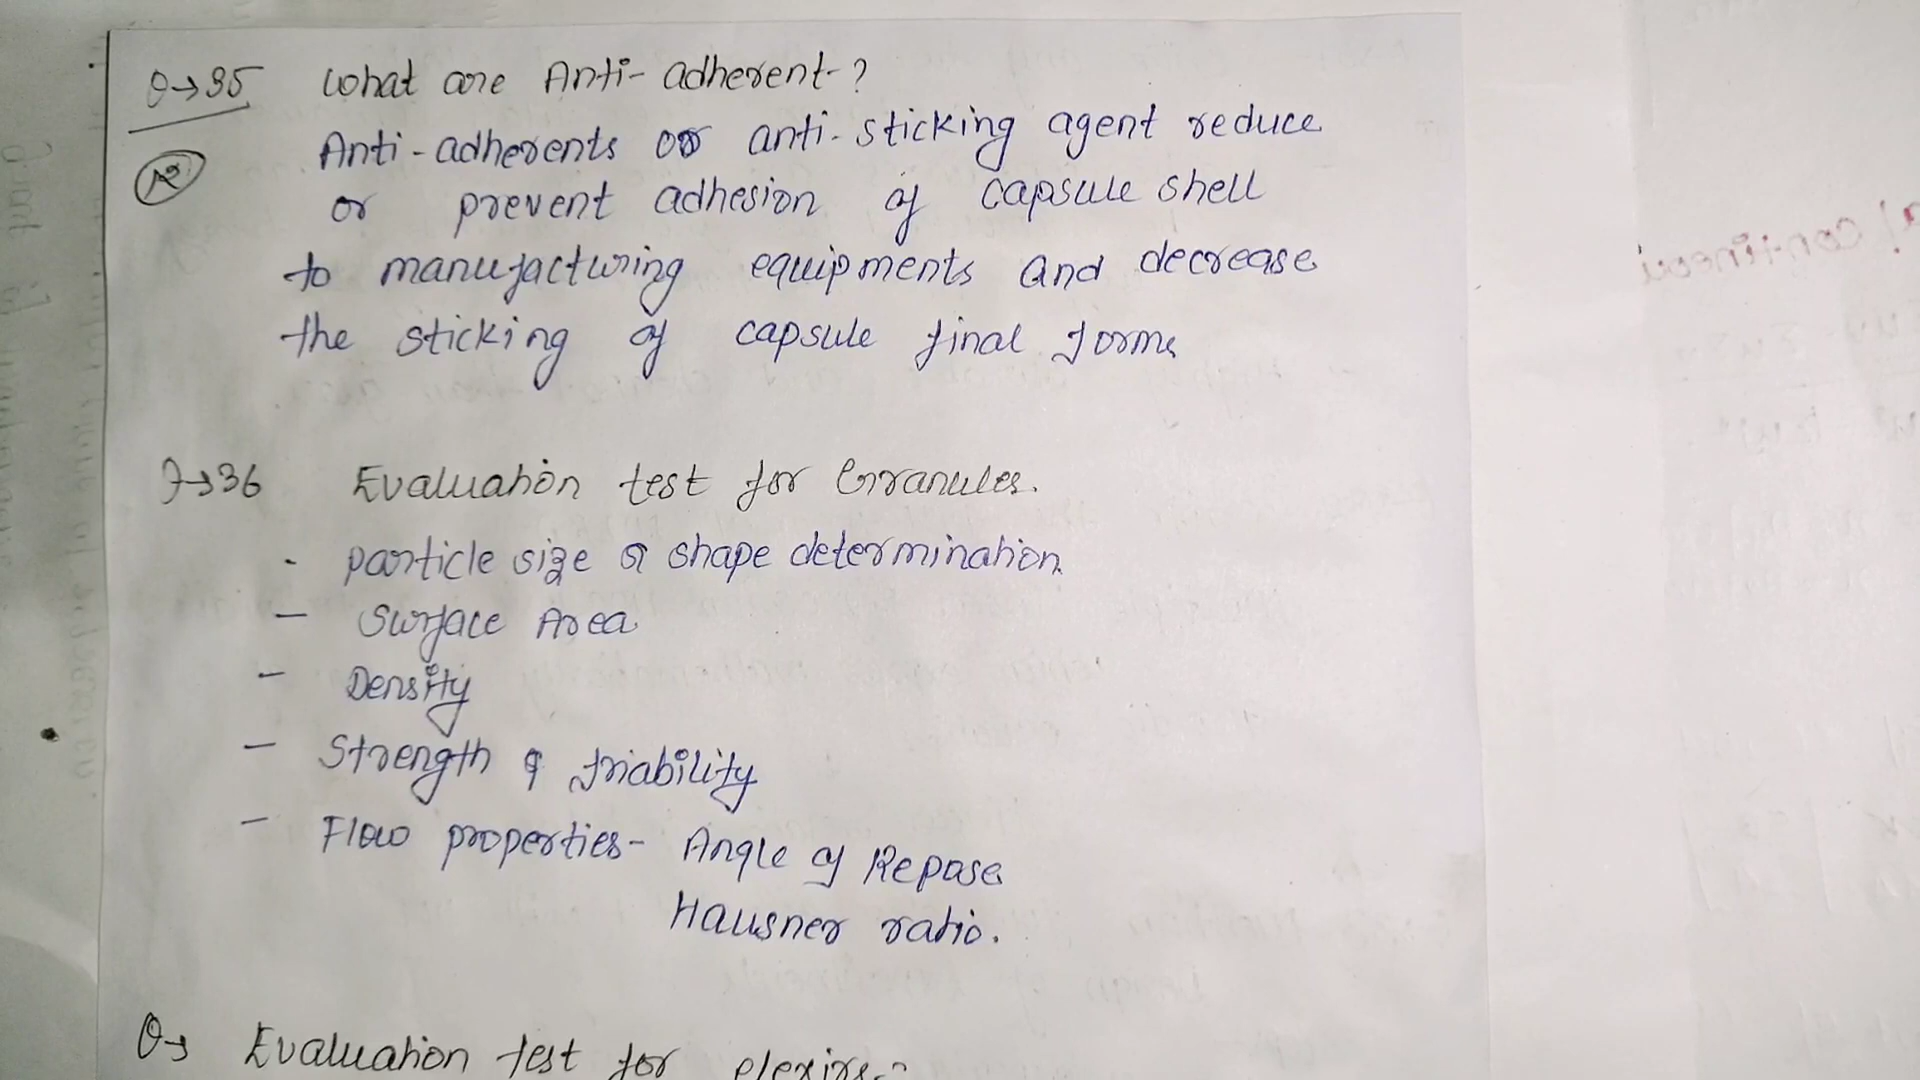 Q→35 What are Anti-adherent-?
Anti-adherents or anti-sticking agent reduce
or prevent adhesion of capsule shell
to manufacturing equipments and decrease
the sticking of capsule final forms
→36 Evaluation test for Granules.
- particle size & shape determination.
- Surface Area
- Density
- Strength & friability
- Flow properties- Angle of Repose
Hausner ratio.
Q→ Evaluation test for elexirs-?